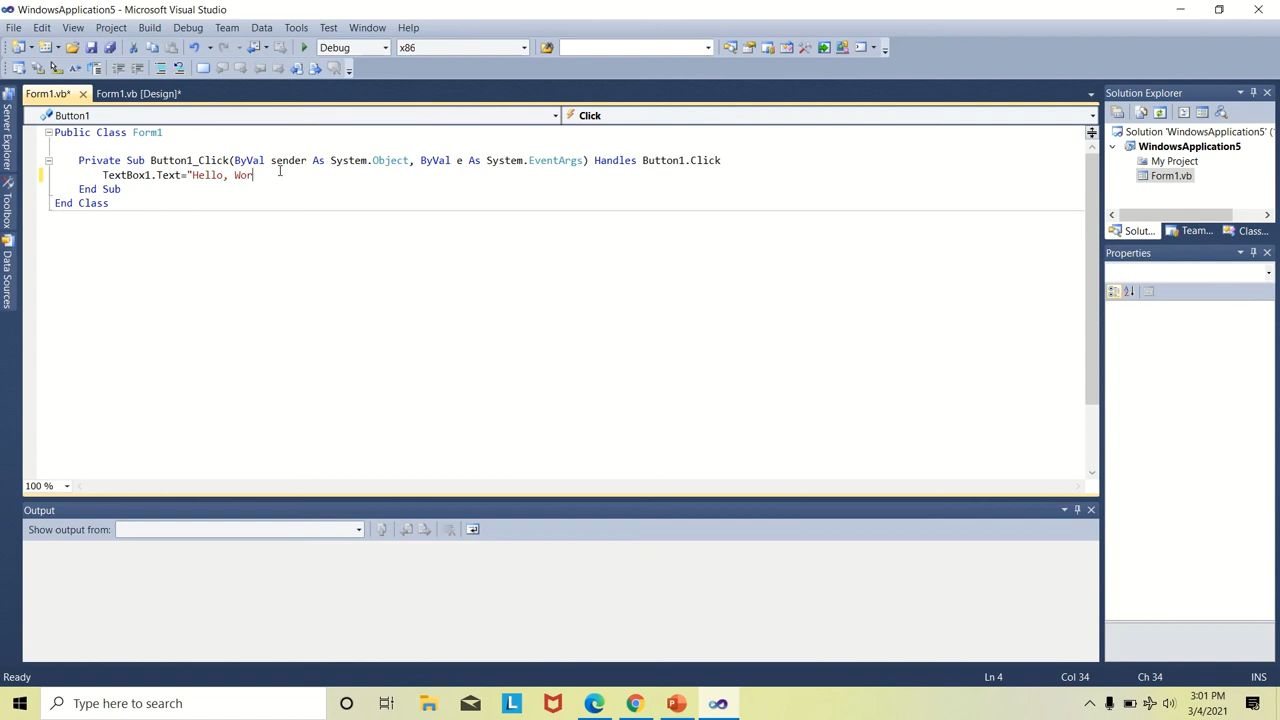 WindowsApplication5 - Microsoft Visual Studio
File Edit View Project Build Debug Team Data Tools Test Window Help
Debug x86
Form1.vb* Form1.vb [Design]*
Button1 Click
Public Class Form1
Private Sub Button1_Click(ByVal sender As System.Object, ByVal e As System.EventArgs) Handles Button1.Click
TextBox1.Text="Hello, Wor
End Sub
End Class
100 %
Server Explorer
Toolbox
Data Sources
Solution Explorer
Solution 'WindowsApplication5' (
WindowsApplication5
My Project
Form1.vb
Solut... Team... Class...
Properties
Output
Show output from:
Ready Ln 4 Col 34 Ch 34 INS
Type here to search
3:01 PM
3/4/2021